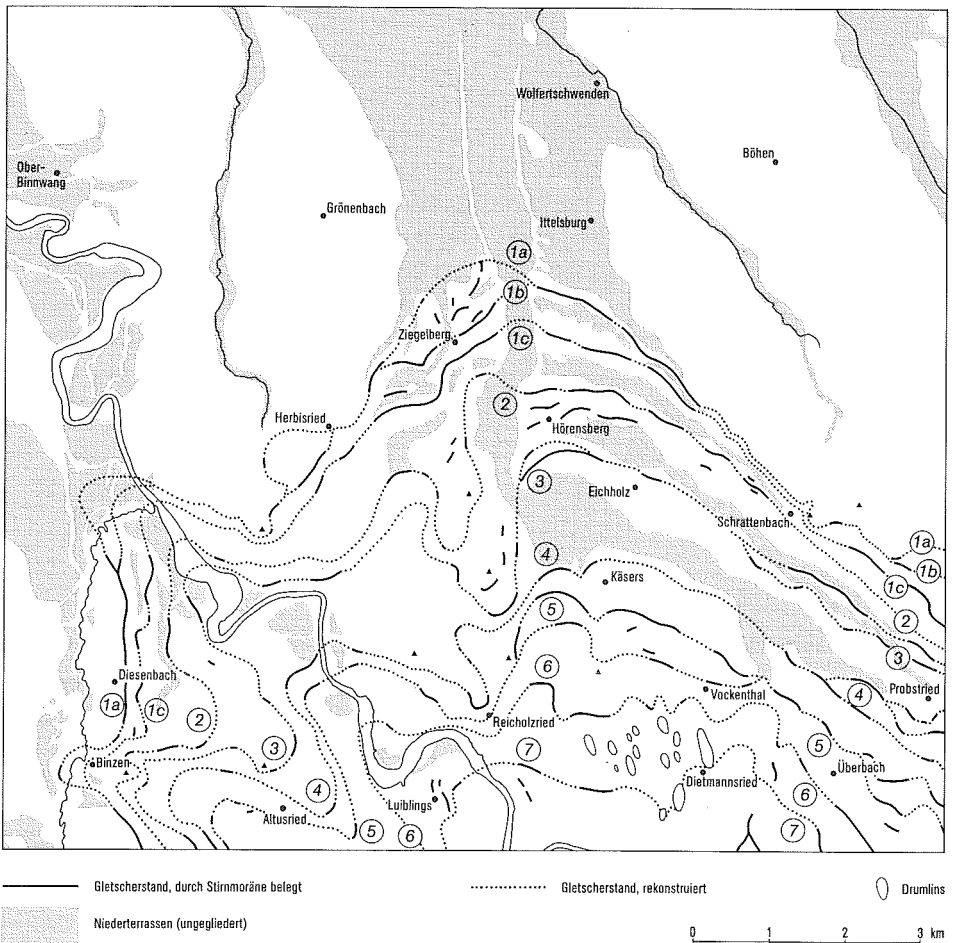 Wolfertschwenden
Böhen
Ober-
Binnwang
Grönenbach
Ittelsburg
1a
1b
Ziegelberg
1c
2
Herbisried
Hörensberg
3
Eichholz
Schrattenbach
1a
4
Käsers
1b
1c
5
2
3
6
Diesenbach
Vockenthal
4
Probstried
1a
1c
2
Reicholzried
5
3
7
Binzen
Dietmannsried
Überbach
4
6
Altusried
Luiblings
5
6
7
Gletscherstand, durch Stirnmoräne belegt
Gletscherstand, rekonstruiert
Drumlins
Niederterrassen (ungegliedert)
0 1 2 3 km